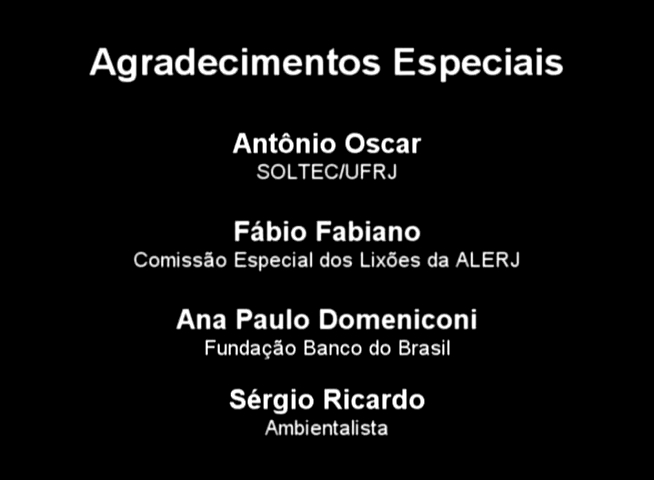 Agradecimentos Especiais
Antônio Oscar
SOLTEC/UFRJ
Fábio Fabiano
Comissão Especial dos Lixões da ALERJ
Ana Paulo Domeniconi
Fundação Banco do Brasil
Sérgio Ricardo
Ambientalista